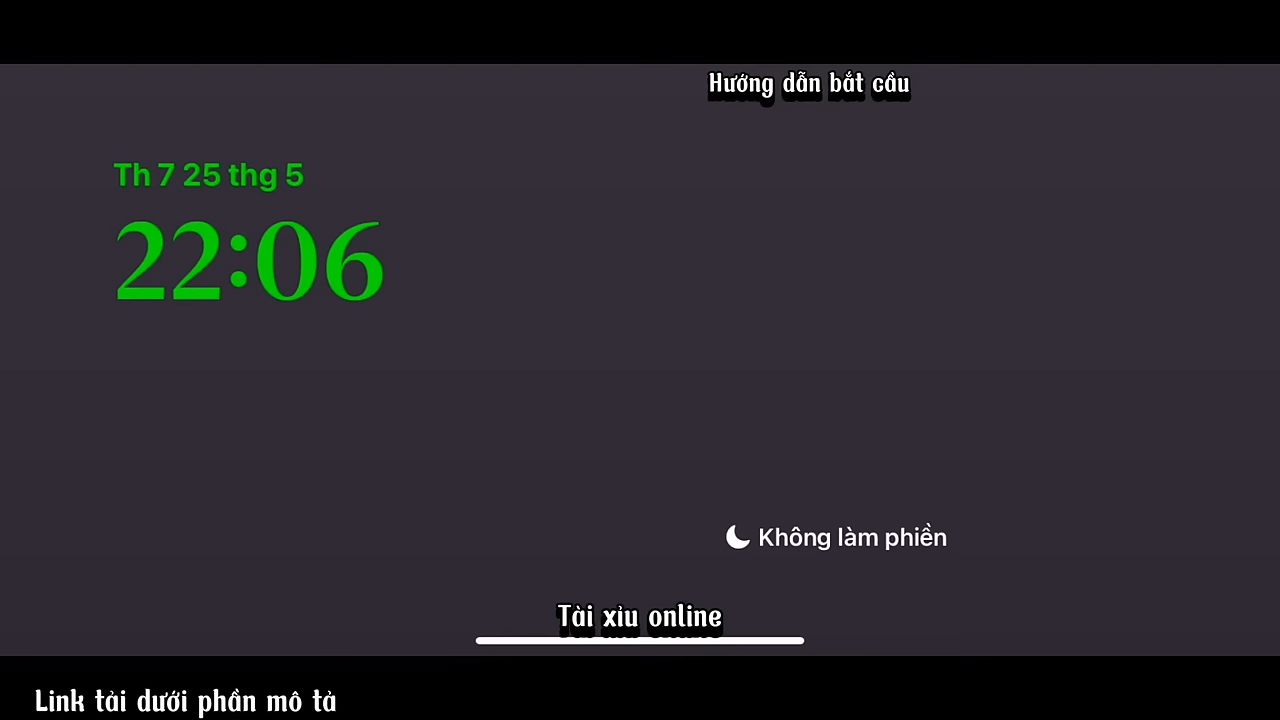 Hướng dẫn bắt cầu
Th 7 25 thg 5
22:06
Không làm phiền
Tài xỉu online
Link tải dưới phần mô tả